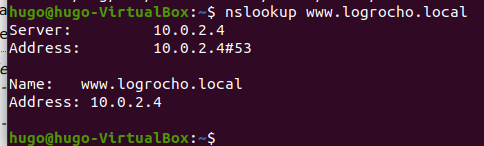 hugo@hugo-VirtualBox:~$ nslookup www.logrocho.local
Server:         10.0.2.4
Address:        10.0.2.4#53

Name:   www.logrocho.local
Address: 10.0.2.4

hugo@hugo-VirtualBox:~$